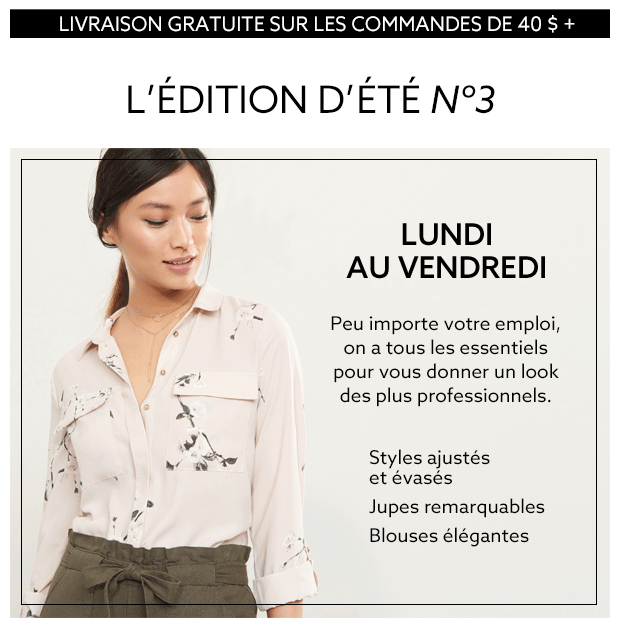 LIVRAISON GRATUITE SUR LES COMMANDES DE 40 $ +
L'ÉDITION D'ÉTÉ Nº3
LUNDI
AU VENDREDI
Peu importe votre emploi,
on a tous les essentiels
pour vous donner un look
des plus professionnels.
Styles ajustés
et évasés
Jupes remarquables
Blouses élégantes